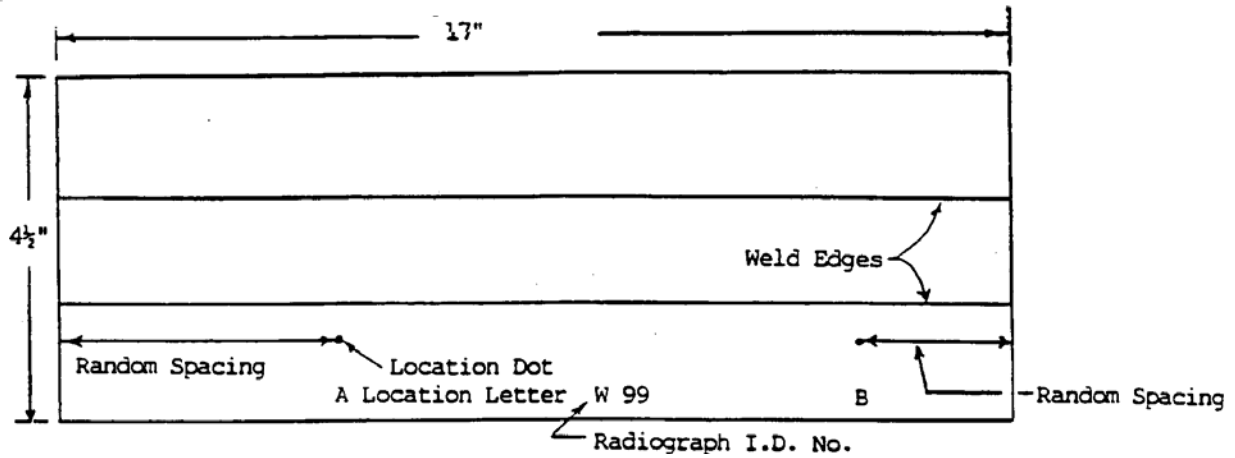 17"
4½"
Weld Edges
Random Spacing
Location Dot
A Location Letter W 99
B
Random Spacing
Radiograph I.D. No.